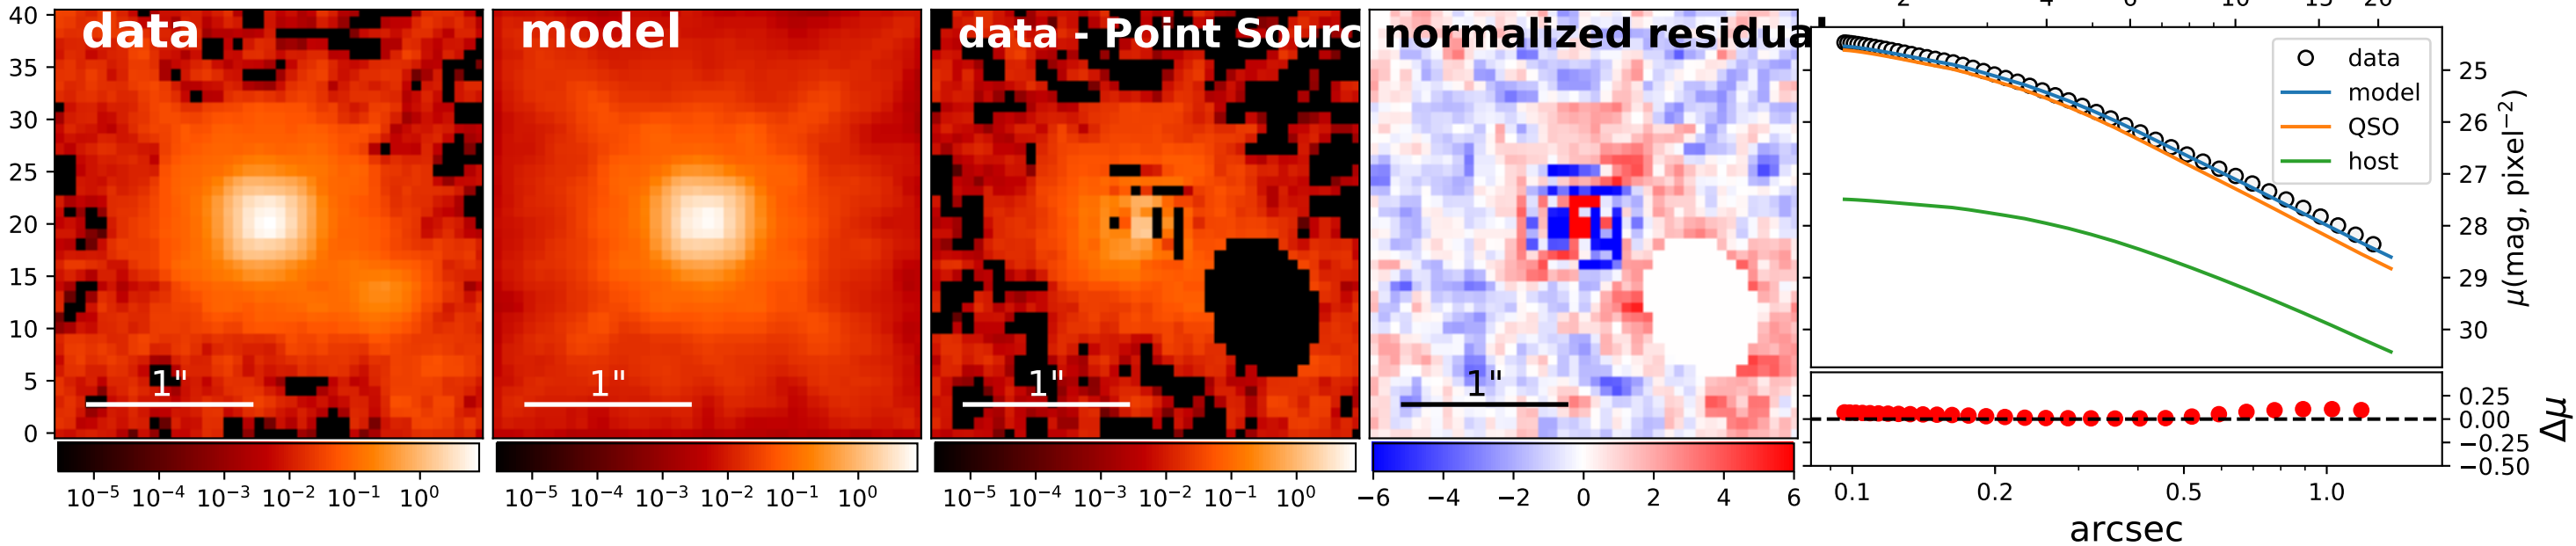 data
model
data - Point Sourc
normalized residual
40
35
30
25
20
15
10
5
0
1"
1"
1"
1"
10⁻⁵ 10⁻⁴ 10⁻³ 10⁻² 10⁻¹ 10⁰
10⁻⁵ 10⁻⁴ 10⁻³ 10⁻² 10⁻¹ 10⁰
10⁻⁵ 10⁻⁴ 10⁻³ 10⁻² 10⁻¹ 10⁰
−6 −4 −2 0 2 4 6
2 4 6 10 15 20
data
model
QSO
host
25
26
27
28
29
30
μ(mag, pixel⁻²)
0.25
0.00
−0.25
−0.50
Δμ
0.1 0.2 0.5 1.0
arcsec